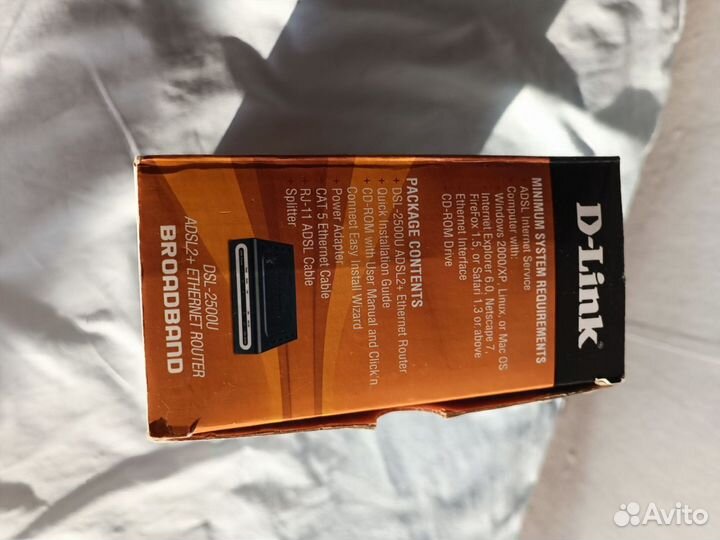 D-Link®
MINIMUM SYSTEM REQUIREMENTS
ADSL Internet Service
Computer with:
Windows 2000/XP, Linux, or Mac OS
Internet Explorer 6.0, Netscape 7,
FireFox 1.5, or Safari 1.3 or above
Ethernet Interface
CD-ROM Drive
PACKAGE CONTENTS
+ DSL-2500U ADSL2+ Ethernet Router
+ Quick Installation Guide
+ CD-ROM with User Manual and Click'n
Connect Easy Install Wizard
+ Power Adapter
CAT 5 Ethernet Cable
+ RJ-11 ADSL Cable
Splitter
DSL-2500U
ADSL2+ ETHERNET ROUTER
BROADBAND
Avito